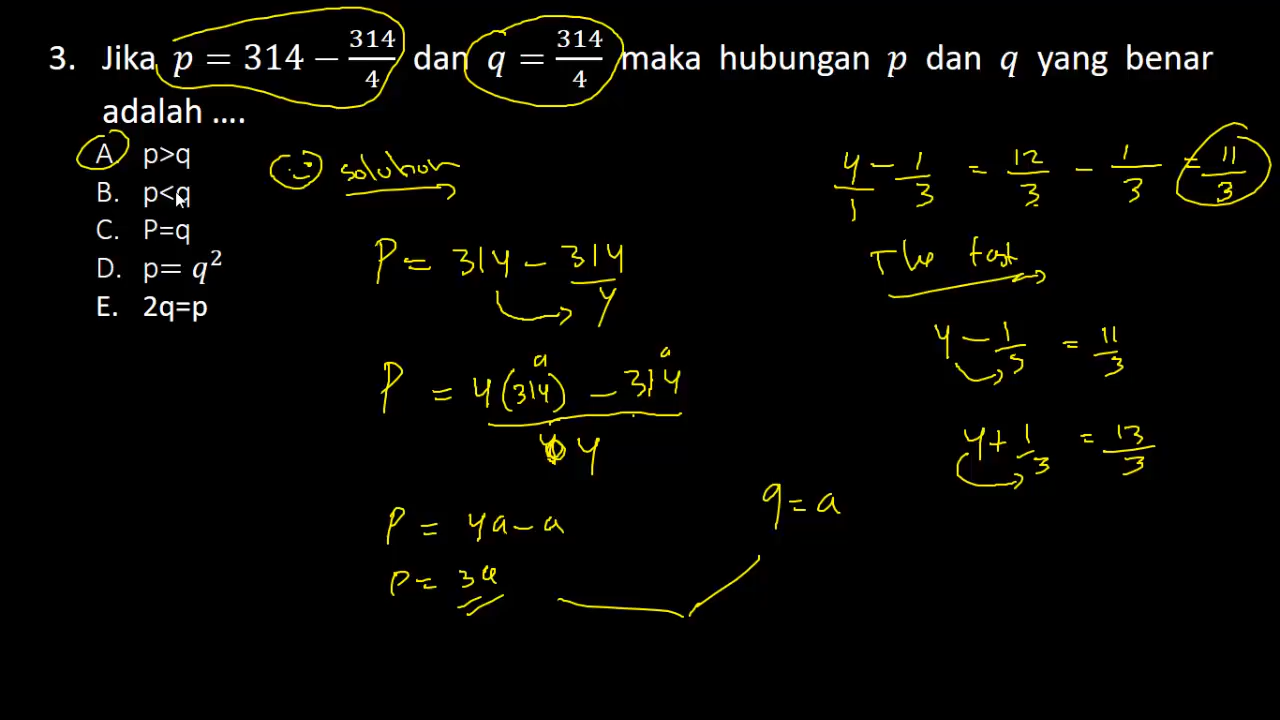 3. Jika p = 314 − 314/4 dan q = 314/4 maka hubungan p dan q yang benar
adalah ....
A p>q
B. p<q
C. P=q
D. p= q²
E. 2q=p
solution
P = 314 − 314/4
P = 4(314) − 314 / 4
a a
P = 4a − a
P = 3a
q = a
4/1 − 1/3 = 12/3 − 1/3 = 11/3
The fast
4 − 1/3 = 11/3
4 + 1/3 = 13/3